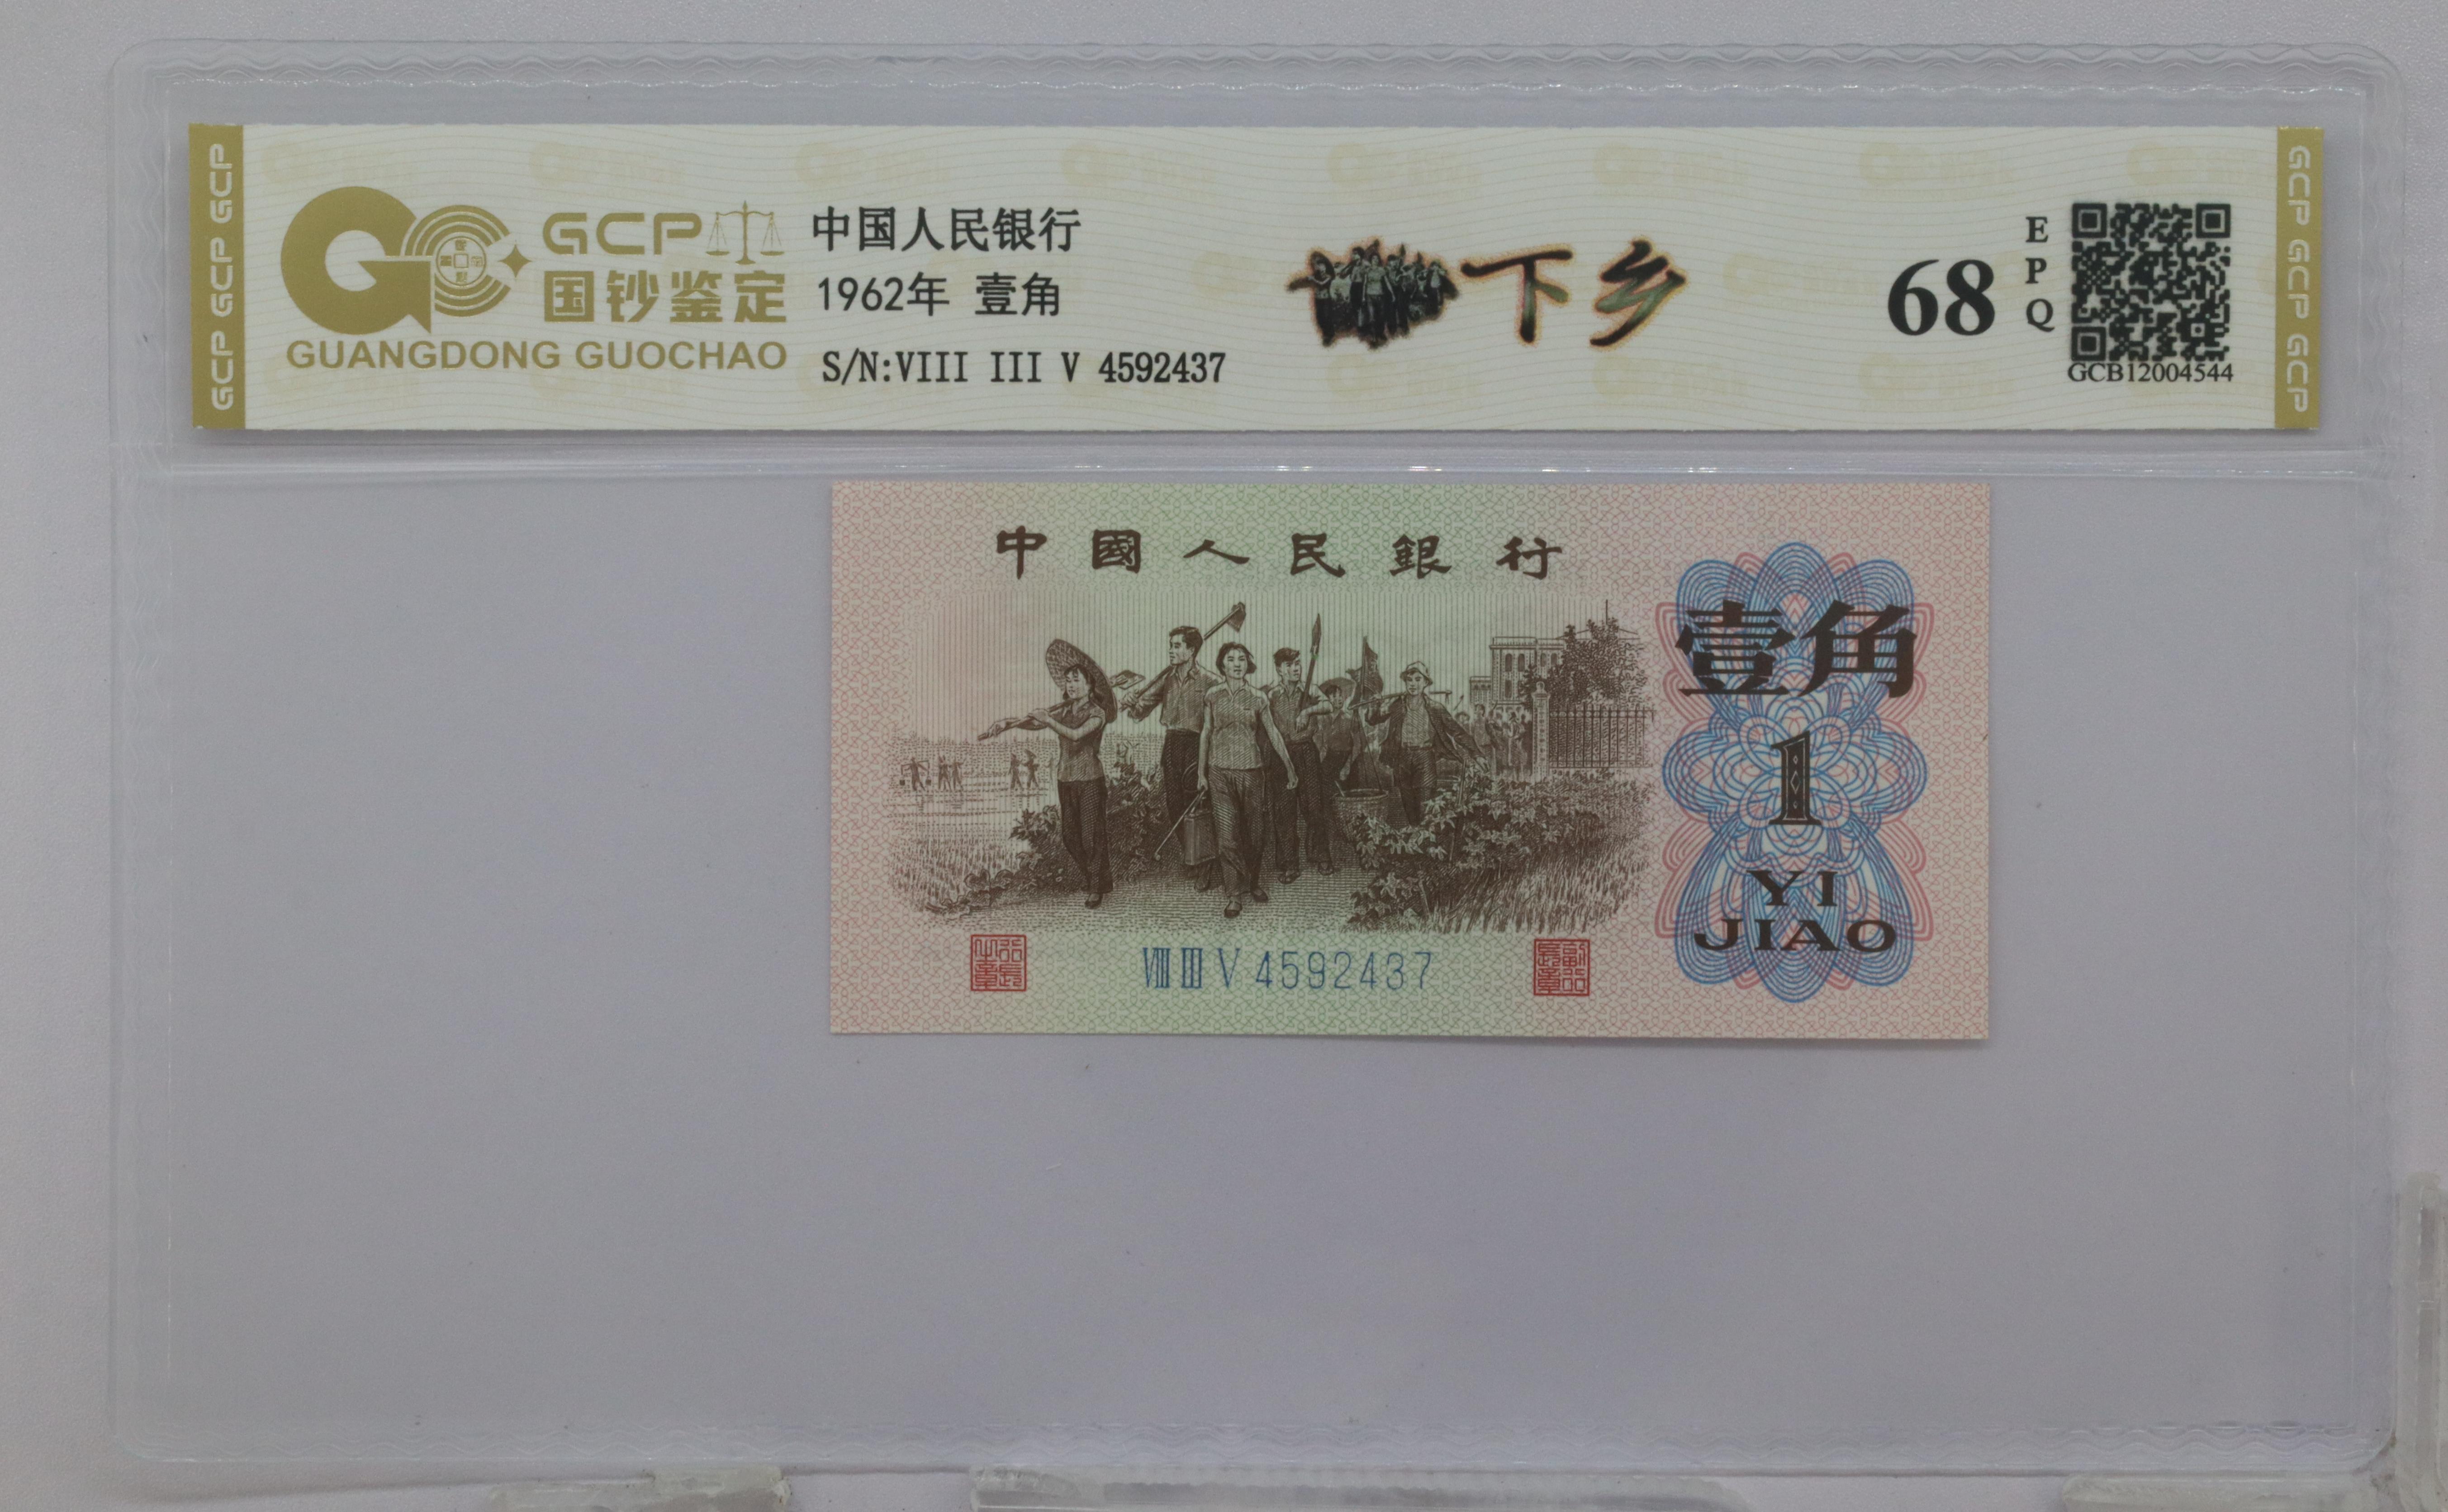 GCP GCP GCP
GCP
国钞鉴定
GUANGDONG GUOCHAO
中国人民银行
1962年 壹角
S/N:VIII III V 4592437
下乡
68
EPQ
GCB12004544
GCP GCP GCP
中國人民銀行
壹角
1
YI
JIAO
VIII III V 4592437